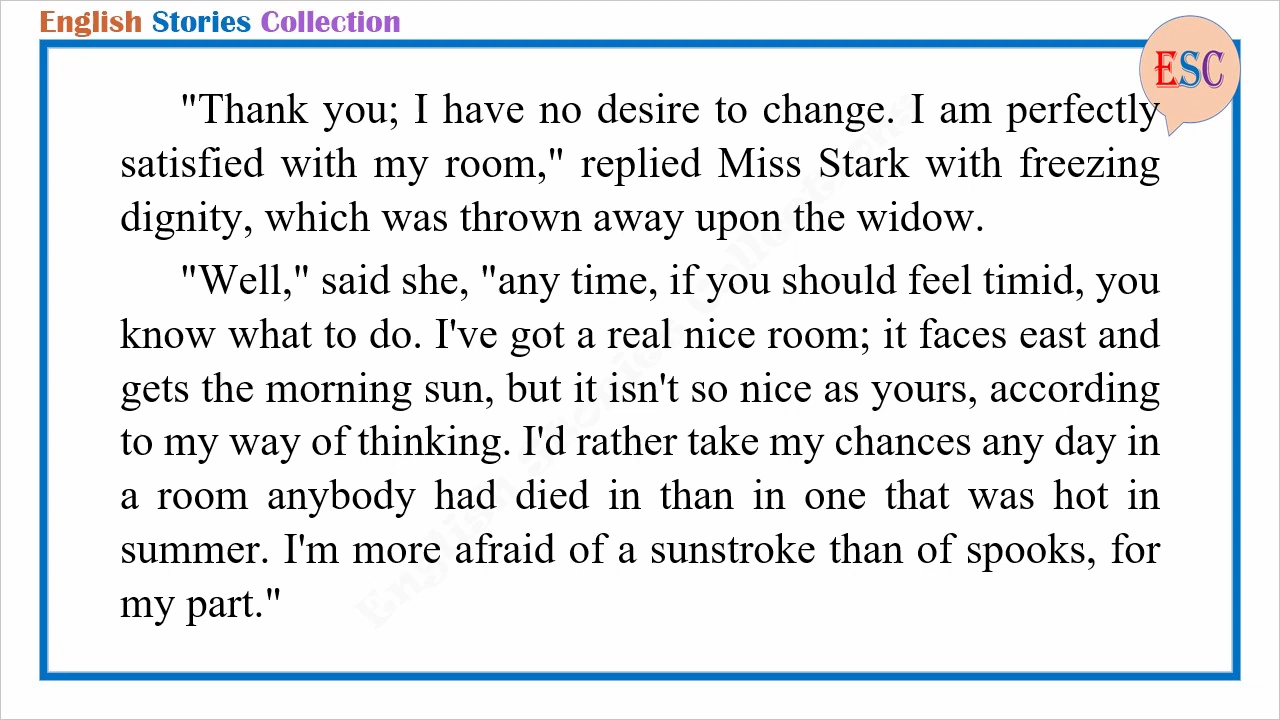 English Stories Collection
ESC
"Thank you; I have no desire to change. I am perfectly
satisfied with my room," replied Miss Stark with freezing
dignity, which was thrown away upon the widow.
"Well," said she, "any time, if you should feel timid, you
know what to do. I've got a real nice room; it faces east and
gets the morning sun, but it isn't so nice as yours, according
to my way of thinking. I'd rather take my chances any day in
a room anybody had died in than in one that was hot in
summer. I'm more afraid of a sunstroke than of spooks, for
my part."
English Stories Collections